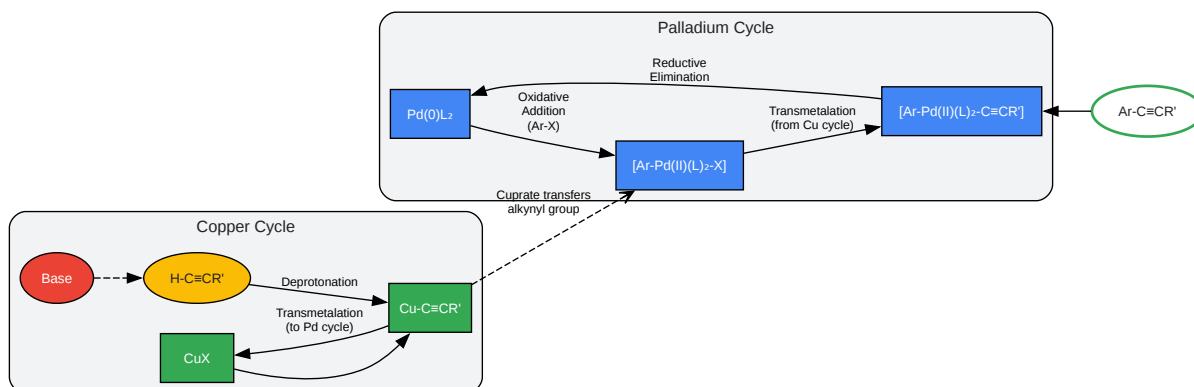 Palladium Cycle
Reductive
Elimination
Pd(0)L₂
Oxidative
Addition
(Ar-X)
Transmetalation
(from Cu cycle)
[Ar-Pd(II)(L)₂-C≡CR']
Ar-C≡CR'
[Ar-Pd(II)(L)₂-X]
Cuprate transfers
alkynyl group
Copper Cycle
Base
H-C≡CR'
Deprotonation
Cu-C≡CR'
Transmetalation
(to Pd cycle)
CuX